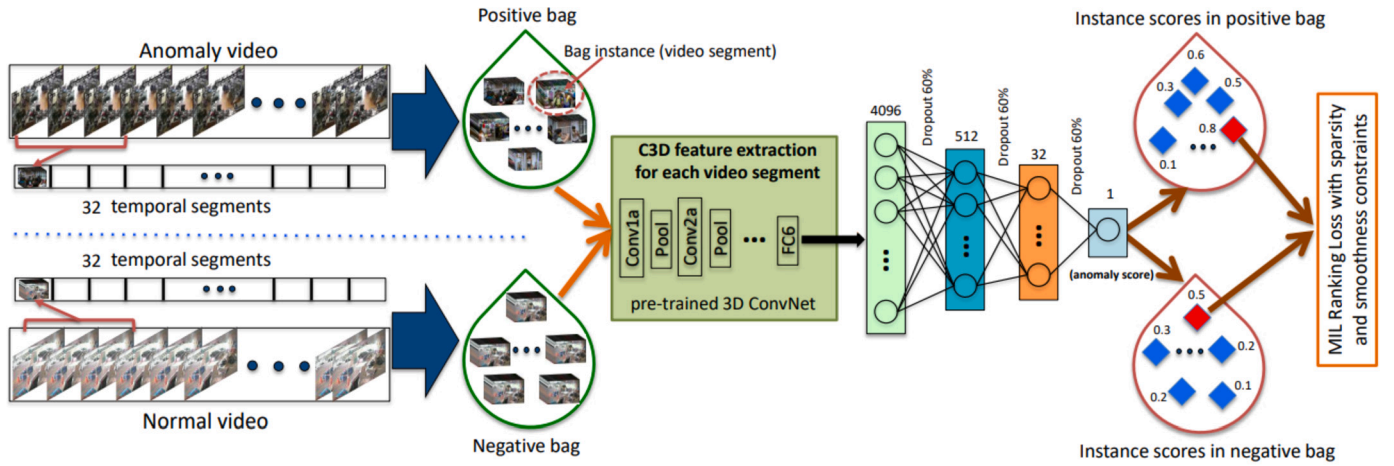 Anomaly video
32 temporal segments
32 temporal segments
Normal video
Positive bag
Bag instance (video segment)
Negative bag
C3D feature extraction
for each video segment
Conv1a
Pool
Conv2a
Pool
...
FC6
pre-trained 3D ConvNet
4096
Dropout 60%
512
Dropout 60%
32
Dropout 60%
1
(anomaly score)
Instance scores in positive bag
0.6
0.5
0.3
0.8
0.1
0.5
0.3
0.2
0.2
0.1
Instance scores in negative bag
MIL Ranking Loss with sparsity
and smoothness constraints